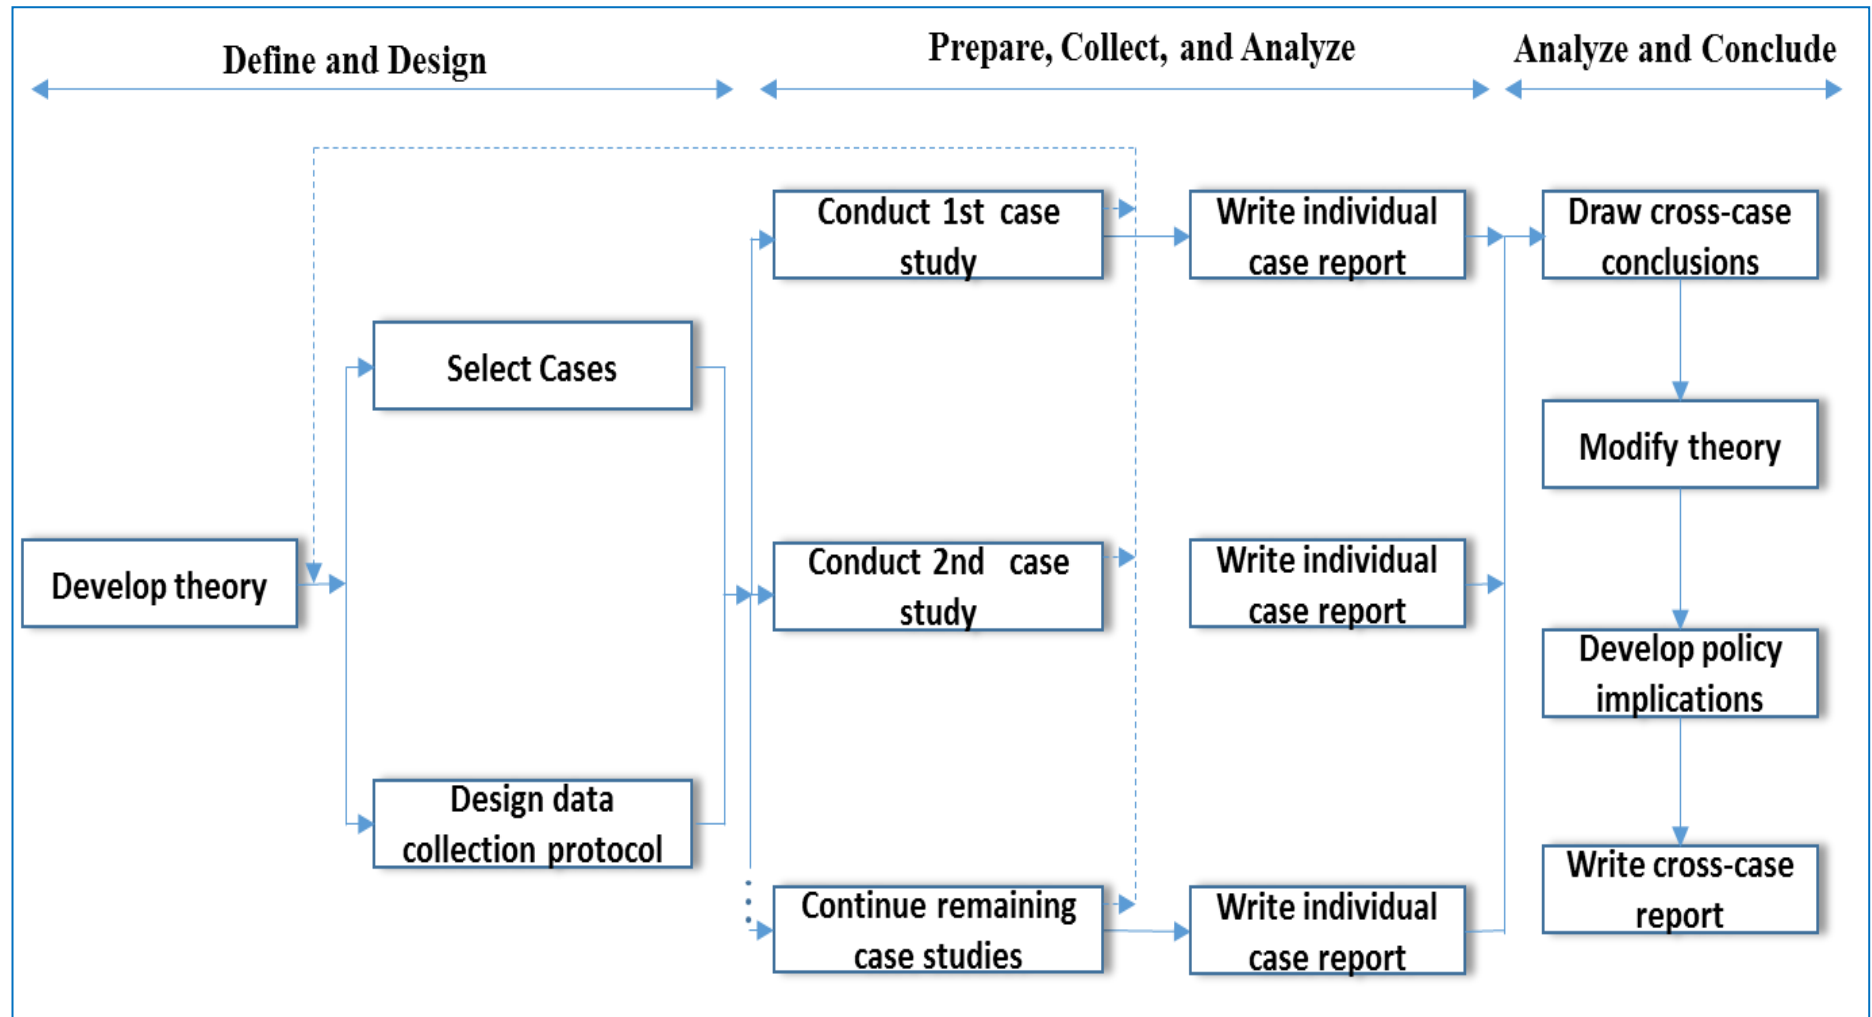 Define and Design
Prepare, Collect, and Analyze
Analyze and Conclude
Develop theory
Select Cases
Design data
collection protocol
Conduct 1st case
study
Conduct 2nd case
study
Continue remaining
case studies
Write individual
case report
Write individual
case report
Write individual
case report
Draw cross-case
conclusions
Modify theory
Develop policy
implications
Write cross-case
report